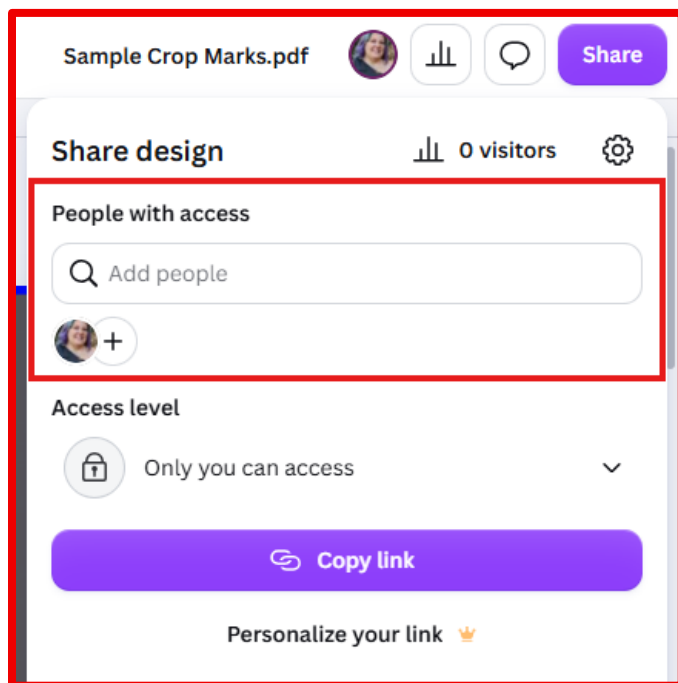 Sample Crop Marks.pdf
Share
Share design
0 visitors
People with access
Add people
Access level
Only you can access
Copy link
Personalize your link